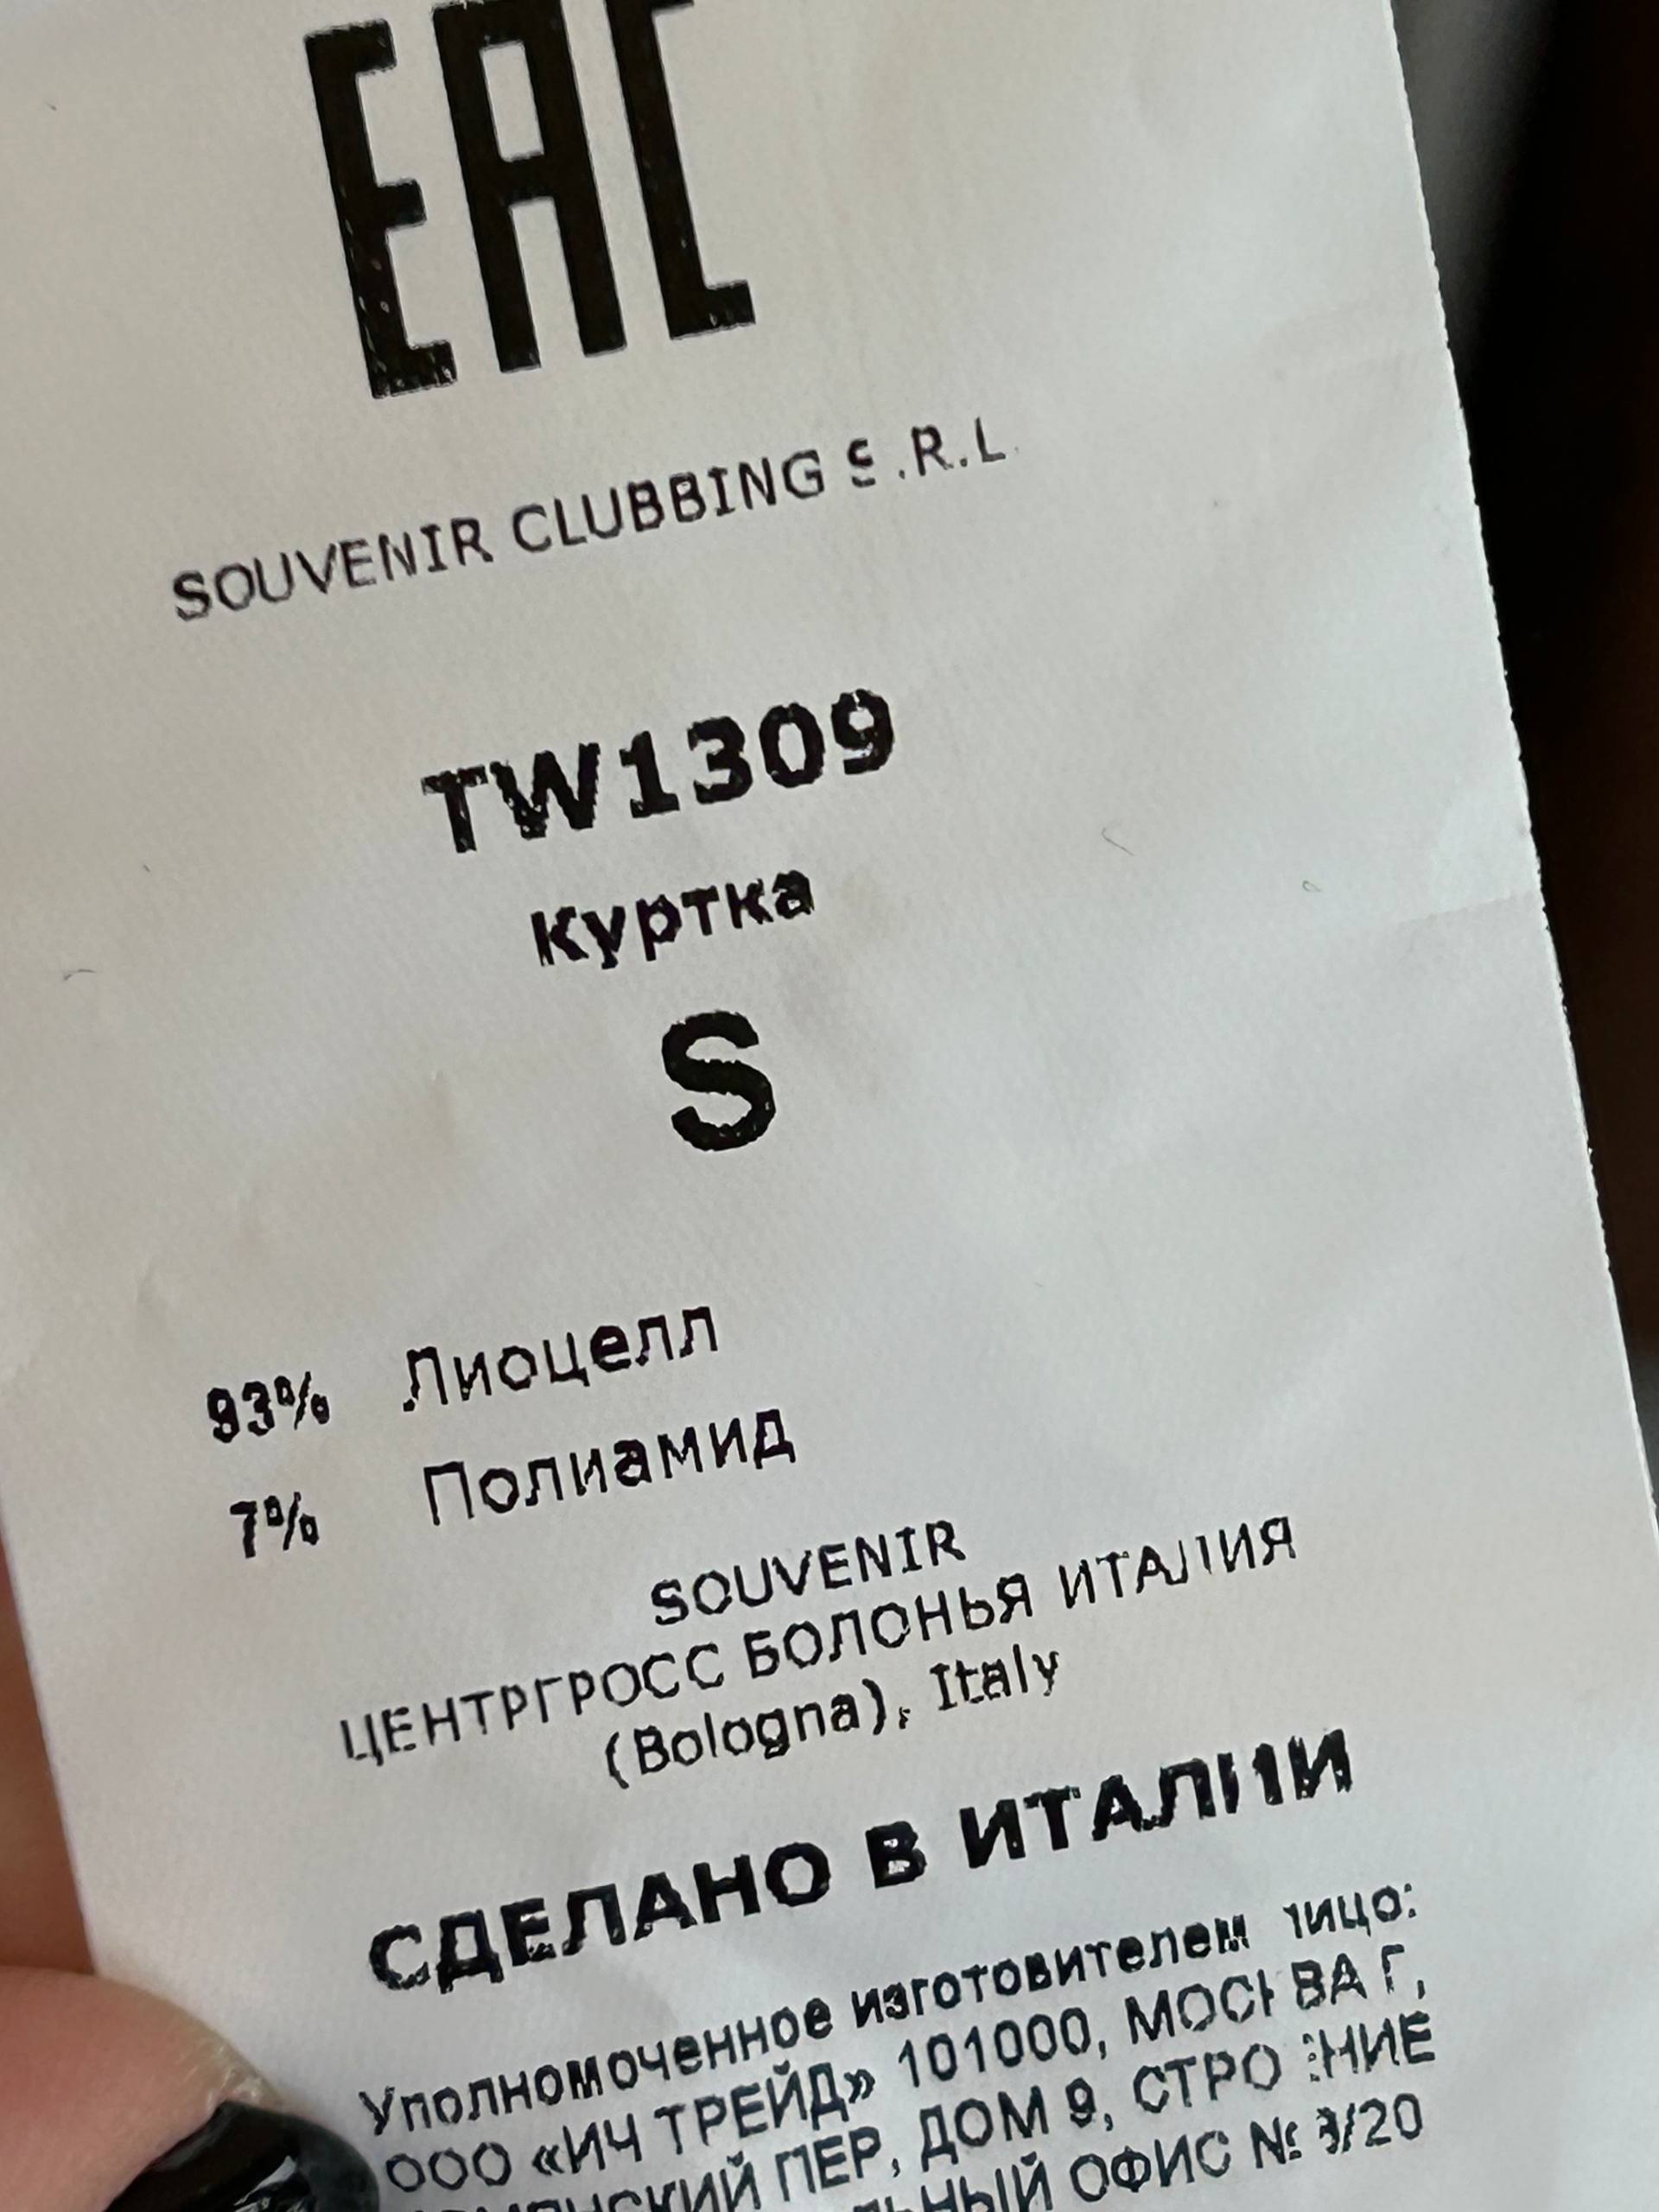 EAC
SOUVENIR CLUBBING S.R.L.
TW1309
куртка
S
93% Лиоцелл
7% Полиамид
SOUVENIR
ЦЕНТРГРОСС БОЛОНЬЯ ИТАЛИЯ
(Bologna), Italy
СДЕЛАНО В ИТАЛИИ
Уполномоченное изготовителем лицо:
ООО «ИЧ ТРЕЙД» 101000, МОСКВА Г,
ПЕР, ДОМ 9, СТРОЕНИЕ
ОФИС №